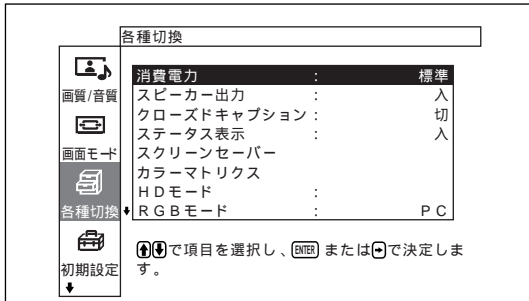 各種切換
画質/音質
画面モード
各種切換
初期設定
消費電力 : 標準
スピーカー出力 : 入
クローズドキャプション : 切
ステータス表示 : 入
スクリーンセーバー
カラーマトリクス
HDモード :
RGBモード : PC
で項目を選択し、ENTER または で決定しま
す。